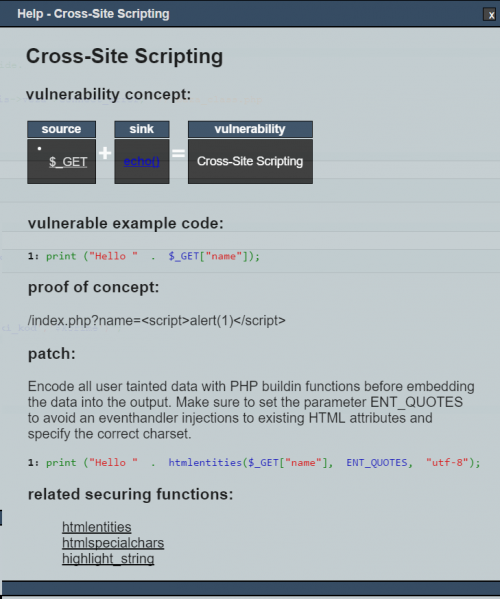 Help - Cross-Site Scripting
x
Cross-Site Scripting
vulnerability concept:
source sink vulnerability
$_GET + echo() = Cross-Site Scripting
vulnerable example code:
1: print ("Hello " . $_GET["name"]);
proof of concept:
/index.php?name=<script>alert(1)</script>
patch:
Encode all user tainted data with PHP buildin functions before embedding
the data into the output. Make sure to set the parameter ENT_QUOTES
to avoid an eventhandler injections to existing HTML attributes and
specify the correct charset.
1: print ("Hello " . htmlentities($_GET["name"], ENT_QUOTES, "utf-8");
related securing functions:
htmlentities
htmlspecialchars
highlight_string